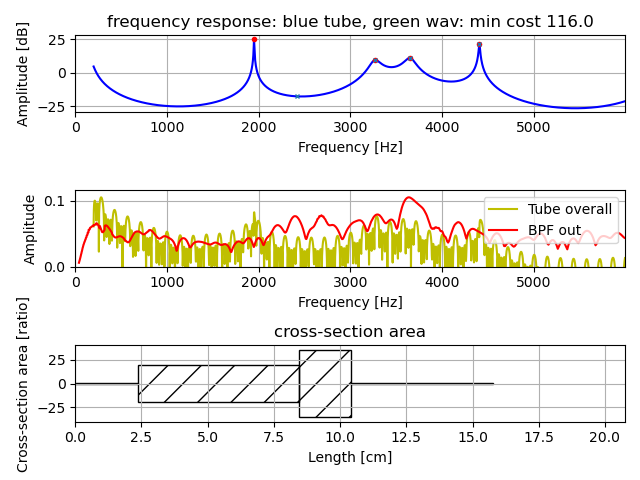 frequency response: blue tube, green wav: min cost 116.0
Amplitude [dB]
25
0
−25
0 1000 2000 3000 4000 5000
Frequency [Hz]
Amplitude
0.1
0.0
Tube overall
BPF out
0 1000 2000 3000 4000 5000
Frequency [Hz]
cross-section area
Cross-section area [ratio]
25
0
−25
0.0 2.5 5.0 7.5 10.0 12.5 15.0 17.5 20.0
Length [cm]